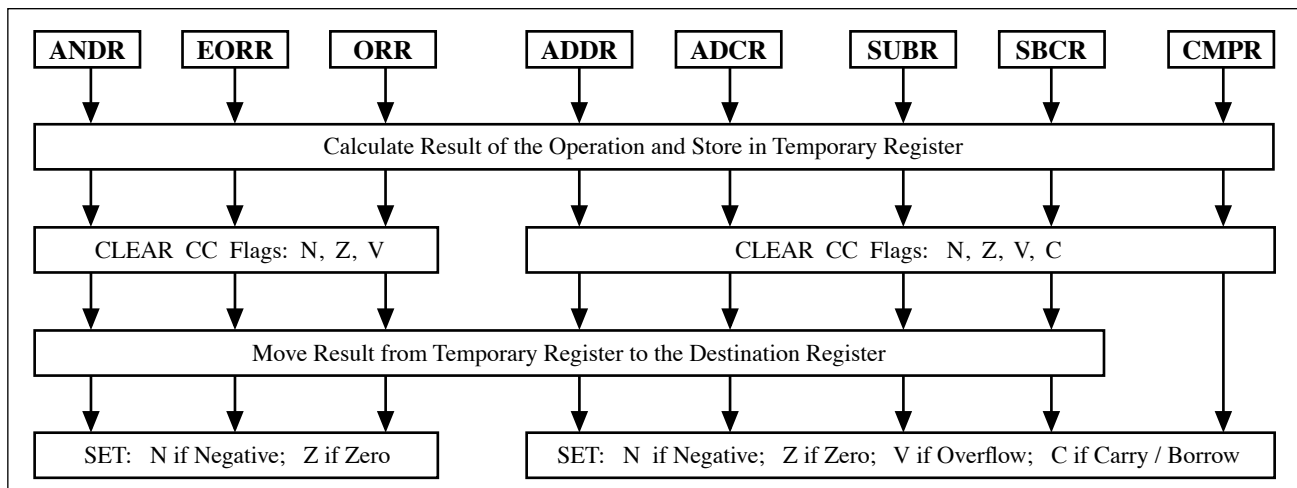 ANDR EORR ORR ADDR ADCR SUBR SBCR CMPR
Calculate Result of the Operation and Store in Temporary Register
CLEAR CC Flags: N, Z, V
CLEAR CC Flags: N, Z, V, C
Move Result from Temporary Register to the Destination Register
SET: N if Negative; Z if Zero
SET: N if Negative; Z if Zero; V if Overflow; C if Carry / Borrow